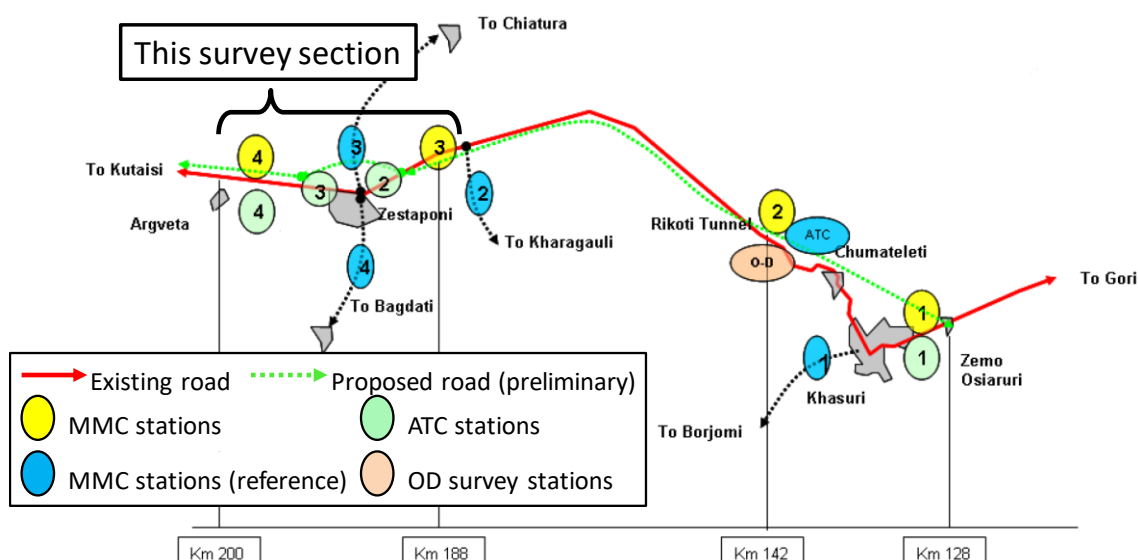 To Chiatura
This survey section
3
3
4
To Kutaisi
2
3
2
4
Zestaponi
Argveta
To Kharagauli
4
To Bagdati
2
Rikoti Tunnel
ATC
Chumateleti
O-D
To Gori
1
1
1
Zemo
Osiaruri
Khasuri
To Borjomi
Existing road
Proposed road (preliminary)
MMC stations
ATC stations
MMC stations (reference)
OD survey stations
Km 200
Km 188
Km 142
Km 128